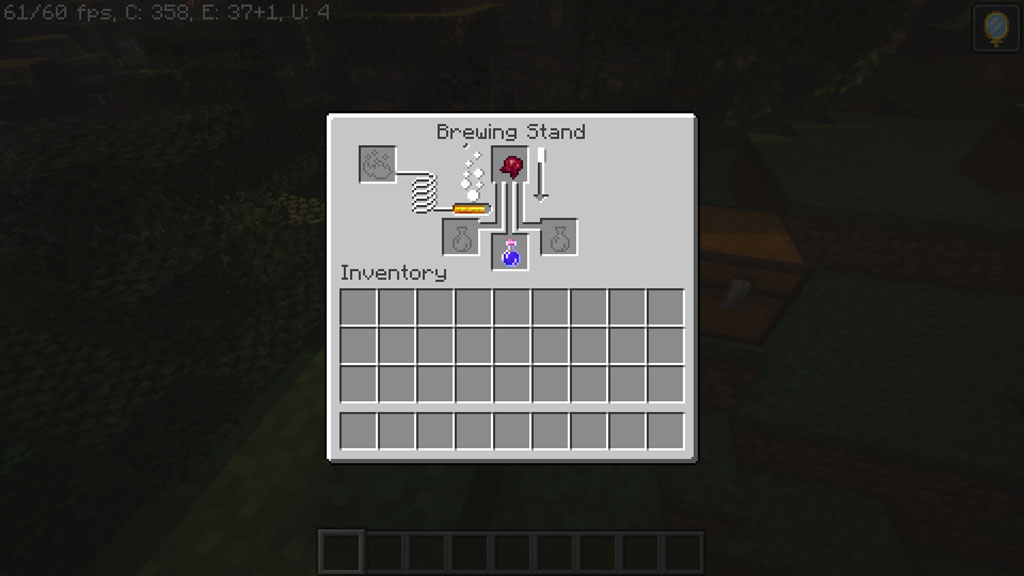 61/60 fps, C: 358, E: 37+1, U: 4
Brewing Stand
Inventory